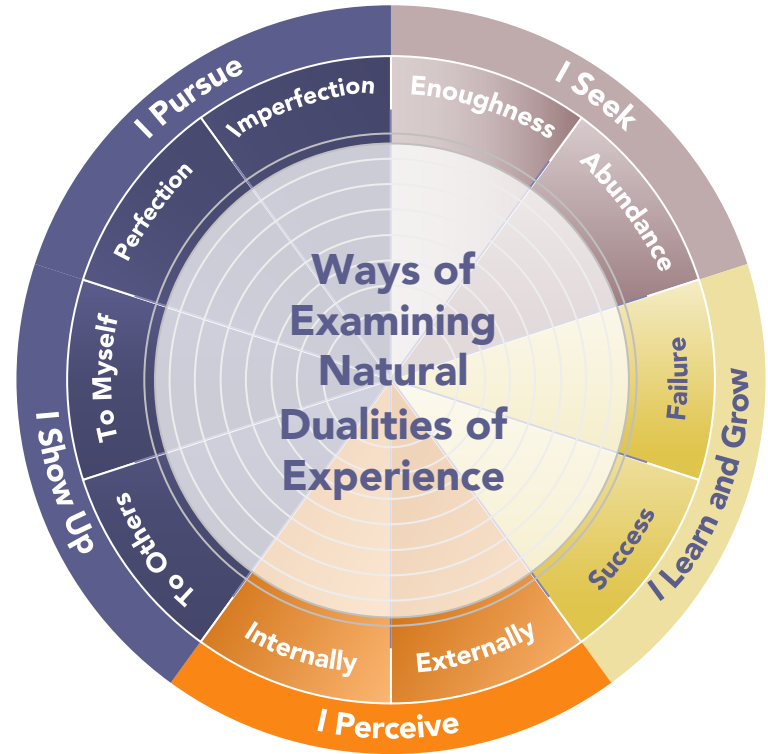 I Pursue
Perfection
Imperfection
I Seek
Enoughness
Abundance
I Learn and Grow
Failure
Success
I Perceive
Internally
Externally
I Show Up
To Myself
To Others
Ways of
Examining
Natural
Dualities of
Experience